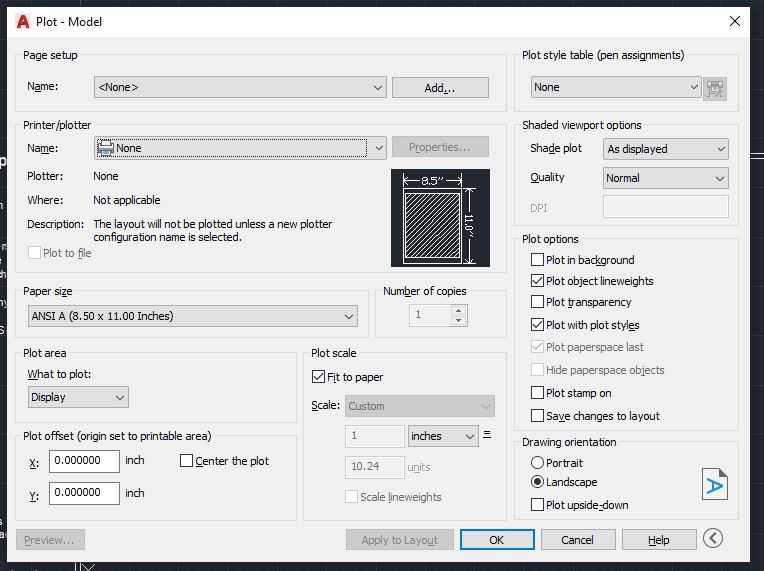 Plot - Model
Page setup
Name:
<None>
Add...
Printer/plotter
Name:
None
Properties...
Plotter:
None
Where:
Not applicable
Description:
The layout will not be plotted unless a new plotter
configuration name is selected.
Plot to file
8.5"
11.0"
Paper size
ANSI A (8.50 x 11.00 Inches)
Number of copies
1
Plot area
What to plot:
Display
Plot offset (origin set to printable area)
X:
0.000000
inch
Center the plot
Y:
0.000000
inch
Plot scale
Fit to paper
Scale:
Custom
1
inches
=
10.24
units
Scale lineweights
Plot style table (pen assignments)
None
Shaded viewport options
Shade plot
As displayed
Quality
Normal
DPI
Plot options
Plot in background
Plot object lineweights
Plot transparency
Plot with plot styles
Plot paperspace last
Hide paperspace objects
Plot stamp on
Save changes to layout
Drawing orientation
Portrait
Landscape
Plot upside-down
Preview...
Apply to Layout
OK
Cancel
Help